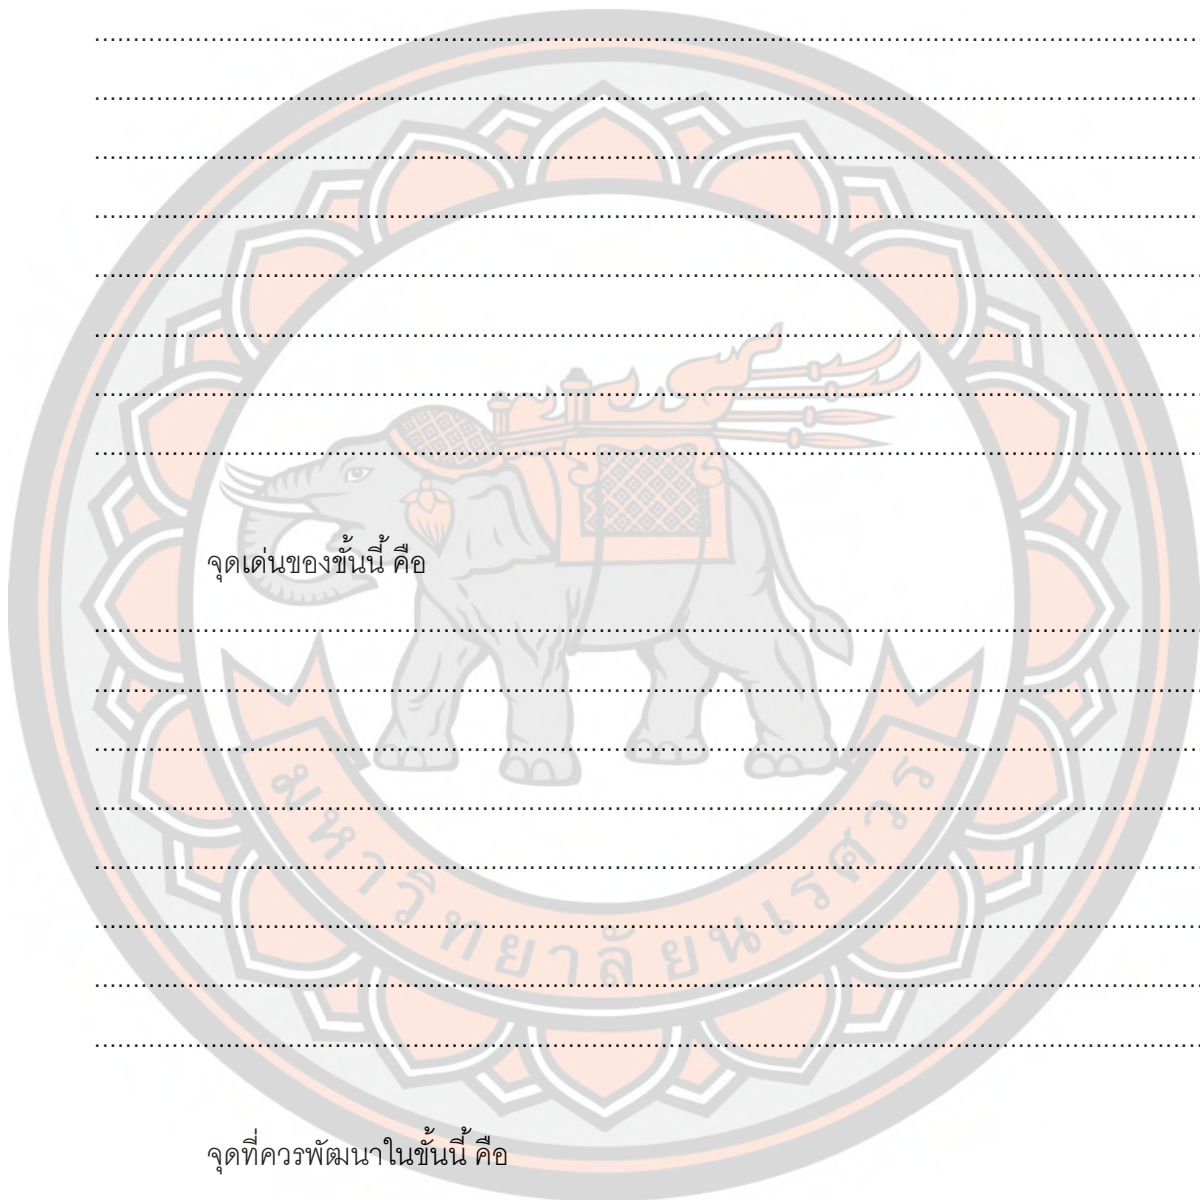 จุดเด่นของขั้นนี้ คือ
มหาวิทยาลัยนเรศวร
จุดที่ควรพัฒนาในขั้นนี้ คือ